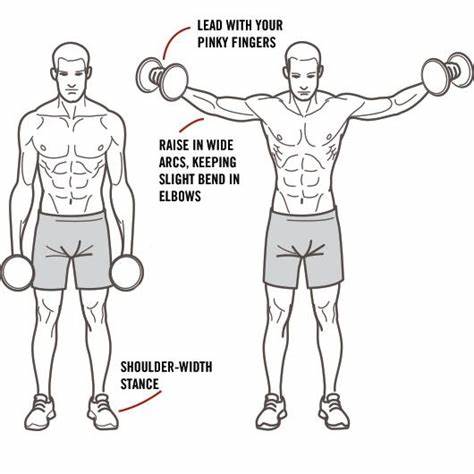 LEAD WITH YOUR
PINKY FINGERS
RAISE IN WIDE
ARCS, KEEPING
SLIGHT BEND IN
ELBOWS
SHOULDER-WIDTH
STANCE